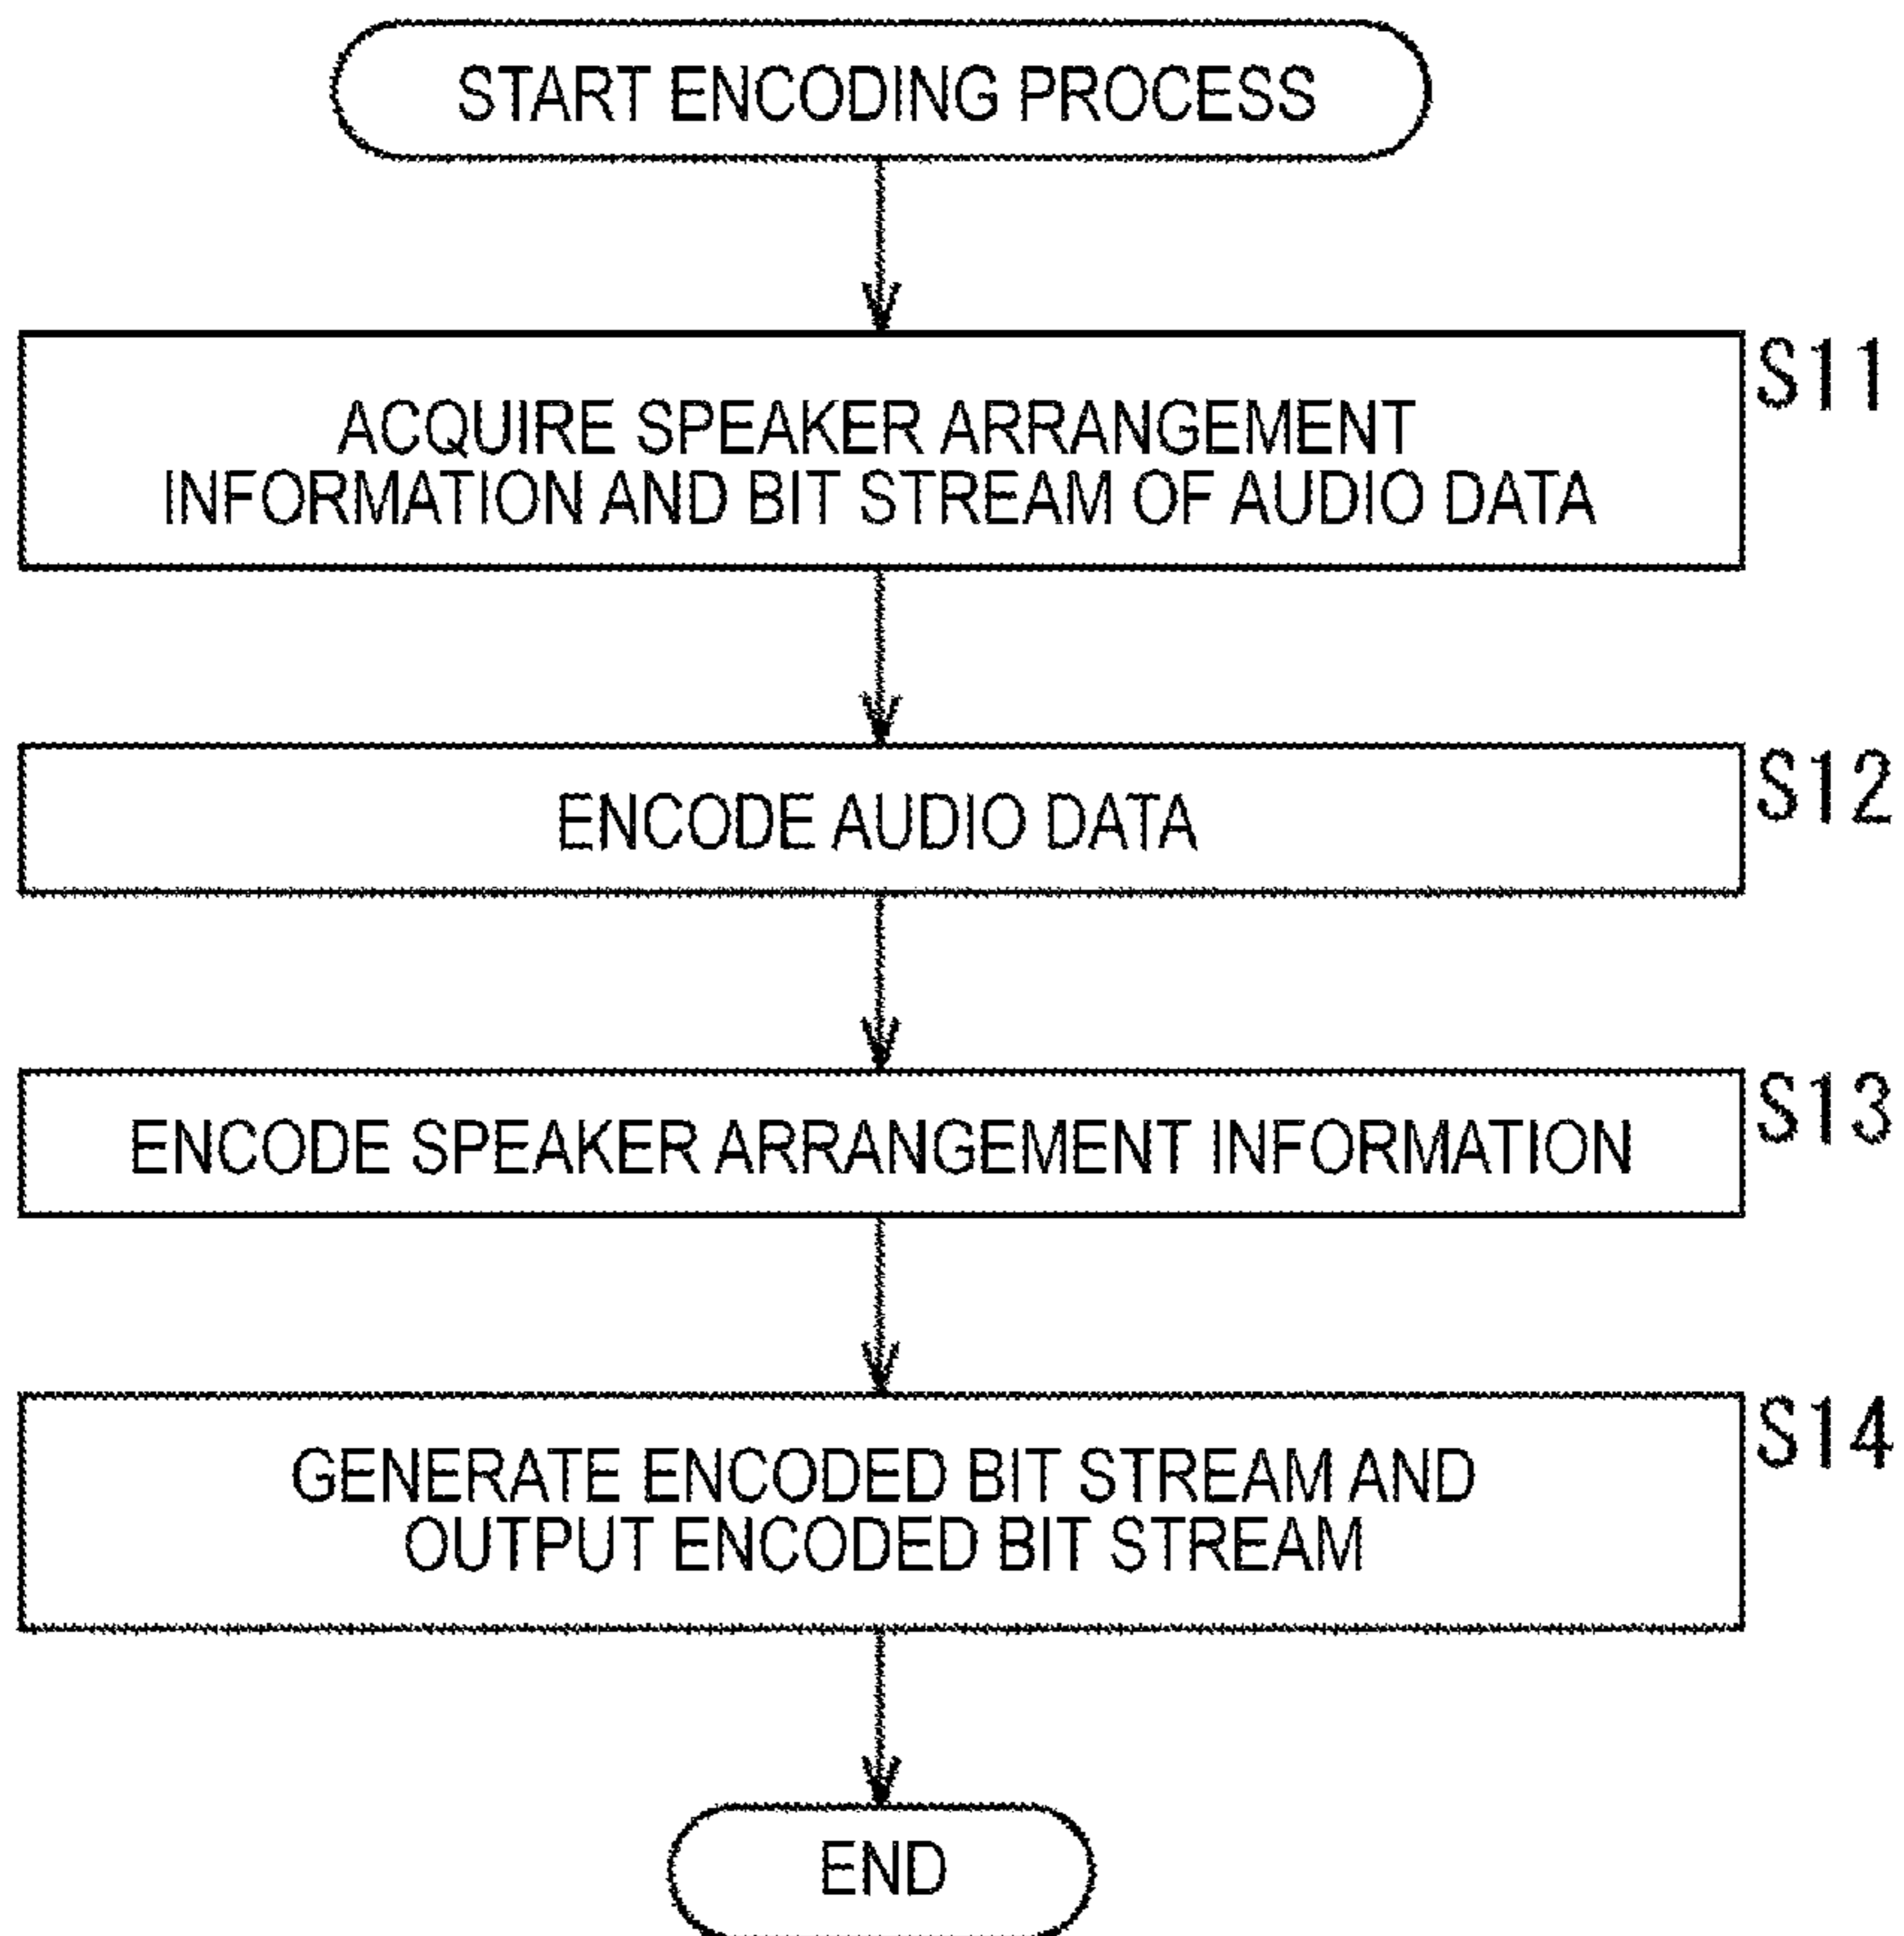 START ENCODING PROCESS
S11
ACQUIRE SPEAKER ARRANGEMENT
INFORMATION AND BIT STREAM OF AUDIO DATA
S12
ENCODE AUDIO DATA
S13
ENCODE SPEAKER ARRANGEMENT INFORMATION
S14
GENERATE ENCODED BIT STREAM AND
OUTPUT ENCODED BIT STREAM
END